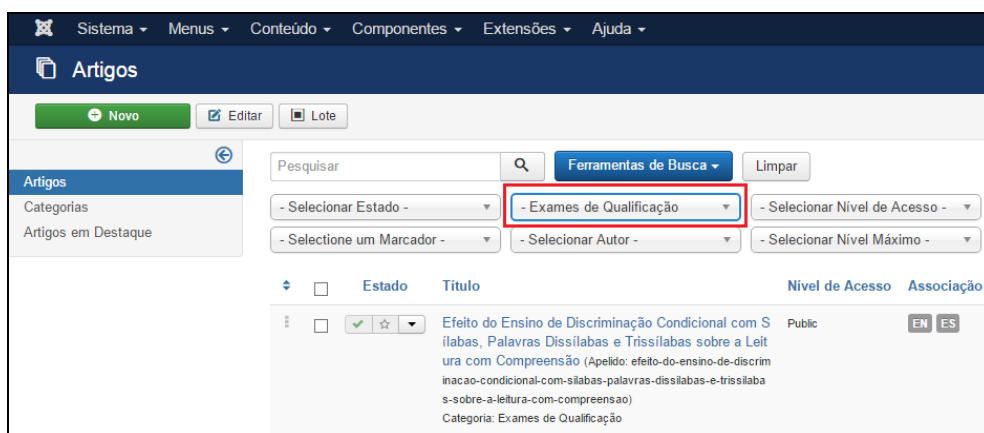 Sistema Menus Conteúdo Componentes Extensões Ajuda
Artigos
Novo Editar Lote
Pesquisar Ferramentas de Busca Limpar
Artigos
Categorias
Artigos em Destaque
- Selecionar Estado - - Exames de Qualificação - Selecionar Nível de Acesso -
- Selectione um Marcador - - Selecionar Autor - - Selecionar Nível Máximo -
Estado Título Nível de Acesso Associação
Efeito do Ensino de Discriminação Condicional com S Public EN ES
ílabas, Palavras Dissílabas e Trissílabas sobre a Leit
ura com Compreensão (Apelido: efeito-do-ensino-de-discrim
inacao-condicional-com-silabas-palavras-dissilabas-e-trissilaba
s-sobre-a-leitura-com-compreensao)
Categoria: Exames de Qualificação